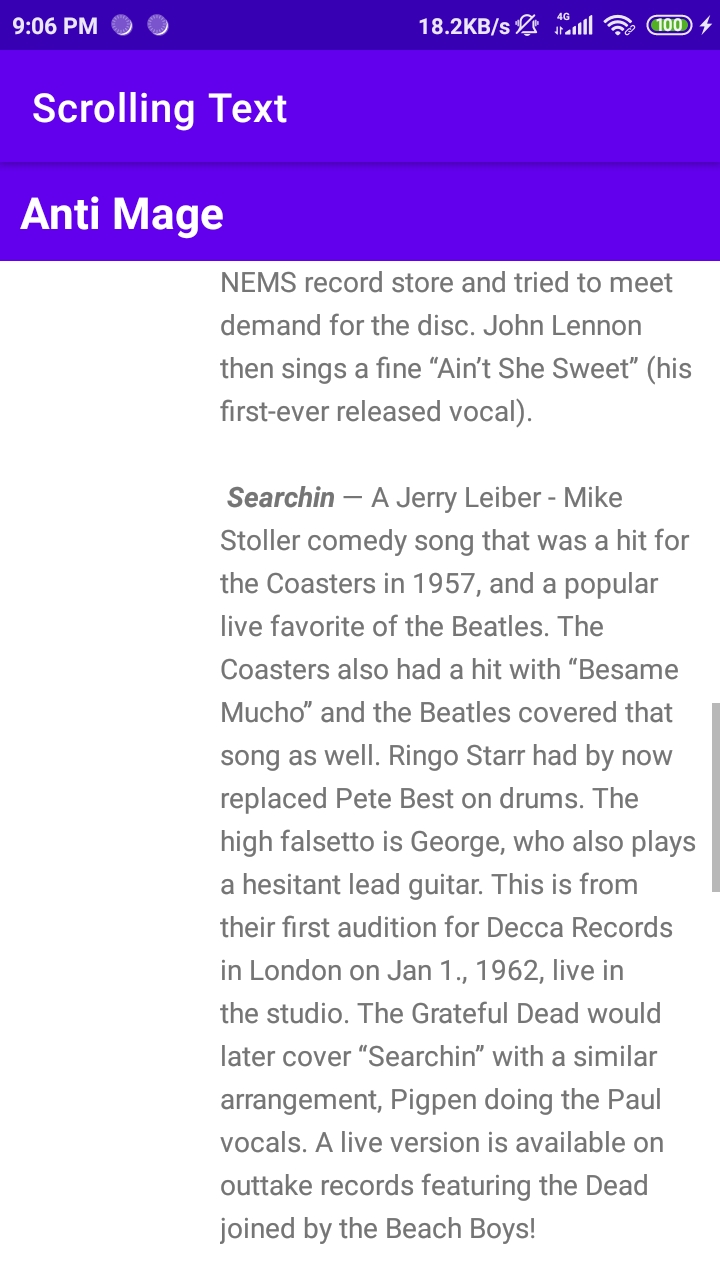 9:06 PM 18.2KB/s 4G 100
Scrolling Text
Anti Mage
NEMS record store and tried to meet
demand for the disc. John Lennon
then sings a fine “Ain’t She Sweet” (his
first-ever released vocal).
Searchin — A Jerry Leiber - Mike
Stoller comedy song that was a hit for
the Coasters in 1957, and a popular
live favorite of the Beatles. The
Coasters also had a hit with “Besame
Mucho” and the Beatles covered that
song as well. Ringo Starr had by now
replaced Pete Best on drums. The
high falsetto is George, who also plays
a hesitant lead guitar. This is from
their first audition for Decca Records
in London on Jan 1., 1962, live in
the studio. The Grateful Dead would
later cover “Searchin” with a similar
arrangement, Pigpen doing the Paul
vocals. A live version is available on
outtake records featuring the Dead
joined by the Beach Boys!